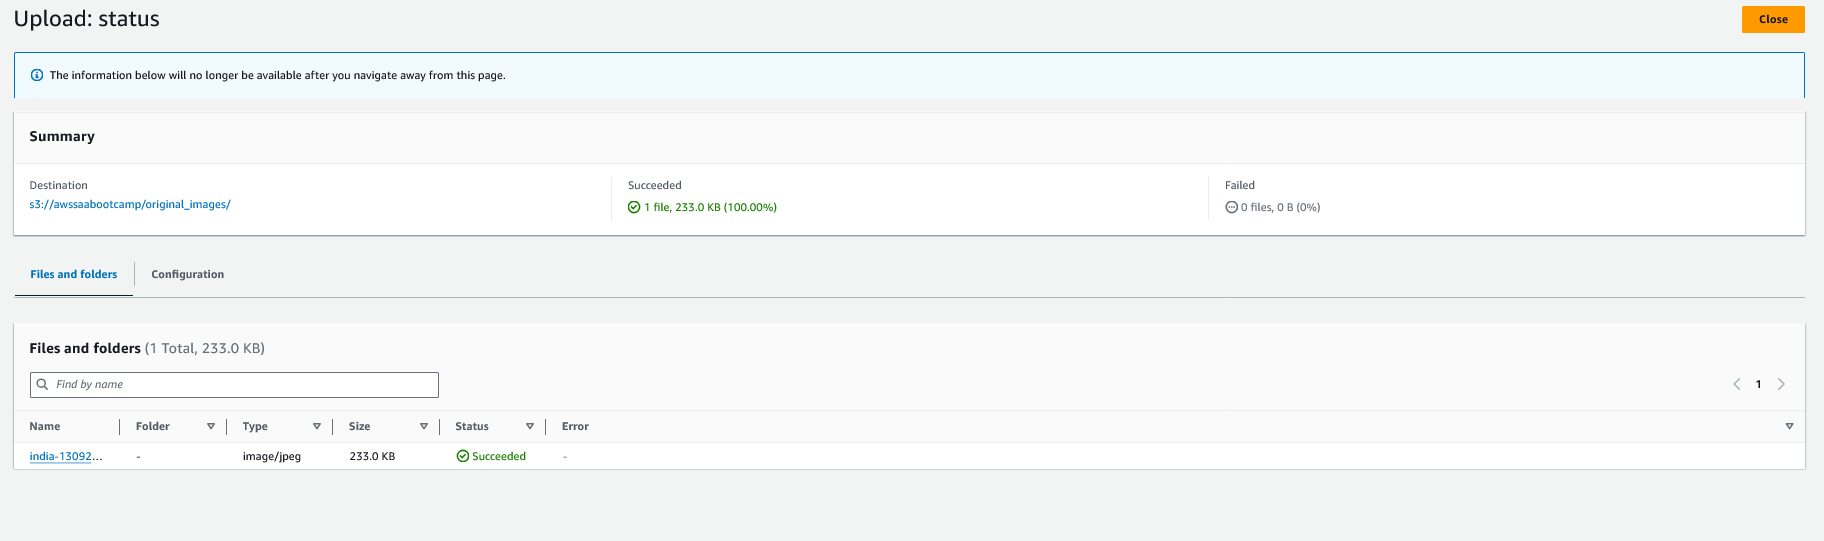 Upload: status
Close
The information below will no longer be available after you navigate away from this page.
Summary
Destination
s3://awssaabootcamp/original_images/
Succeeded
1 file, 233.0 KB (100.00%)
Failed
0 files, 0 B (0%)
Files and folders
Configuration
Files and folders (1 Total, 233.0 KB)
Find by name
1
Name Folder Type Size Status Error
india-13092... - image/jpeg 233.0 KB Succeeded -